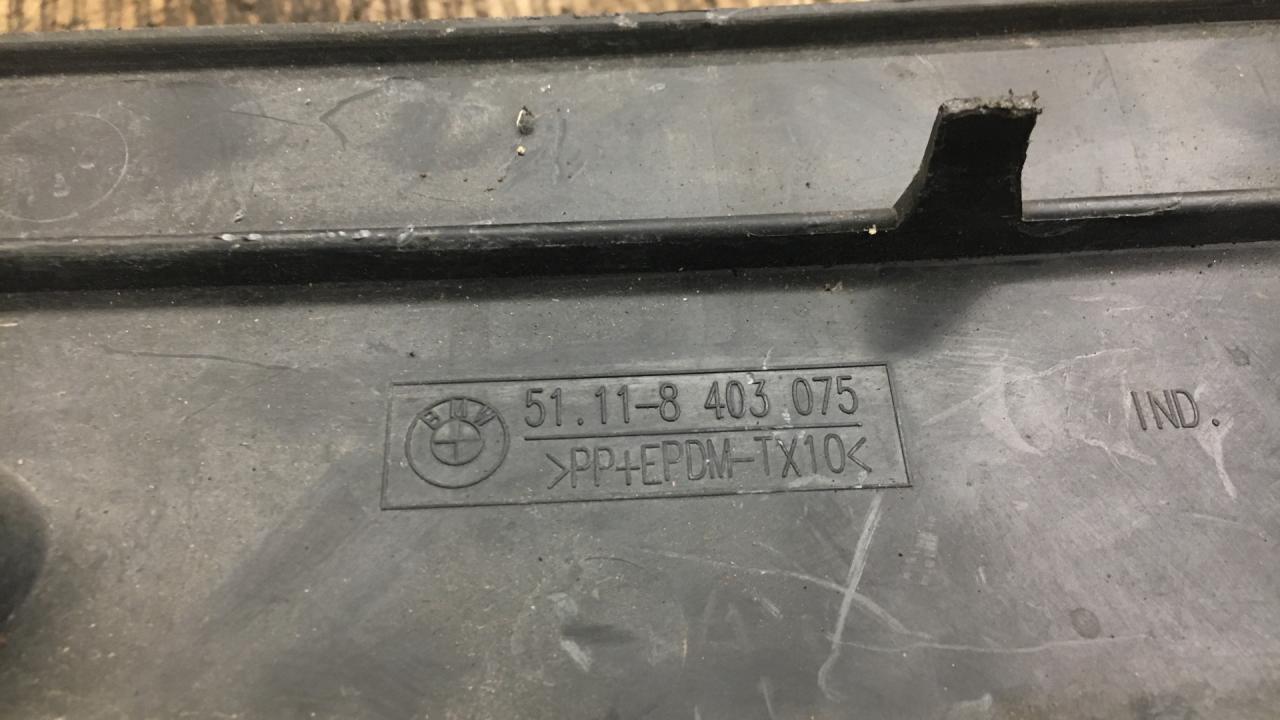 BMW
51.11-8 403 075
>PP+EPDM-TX10<
IND.